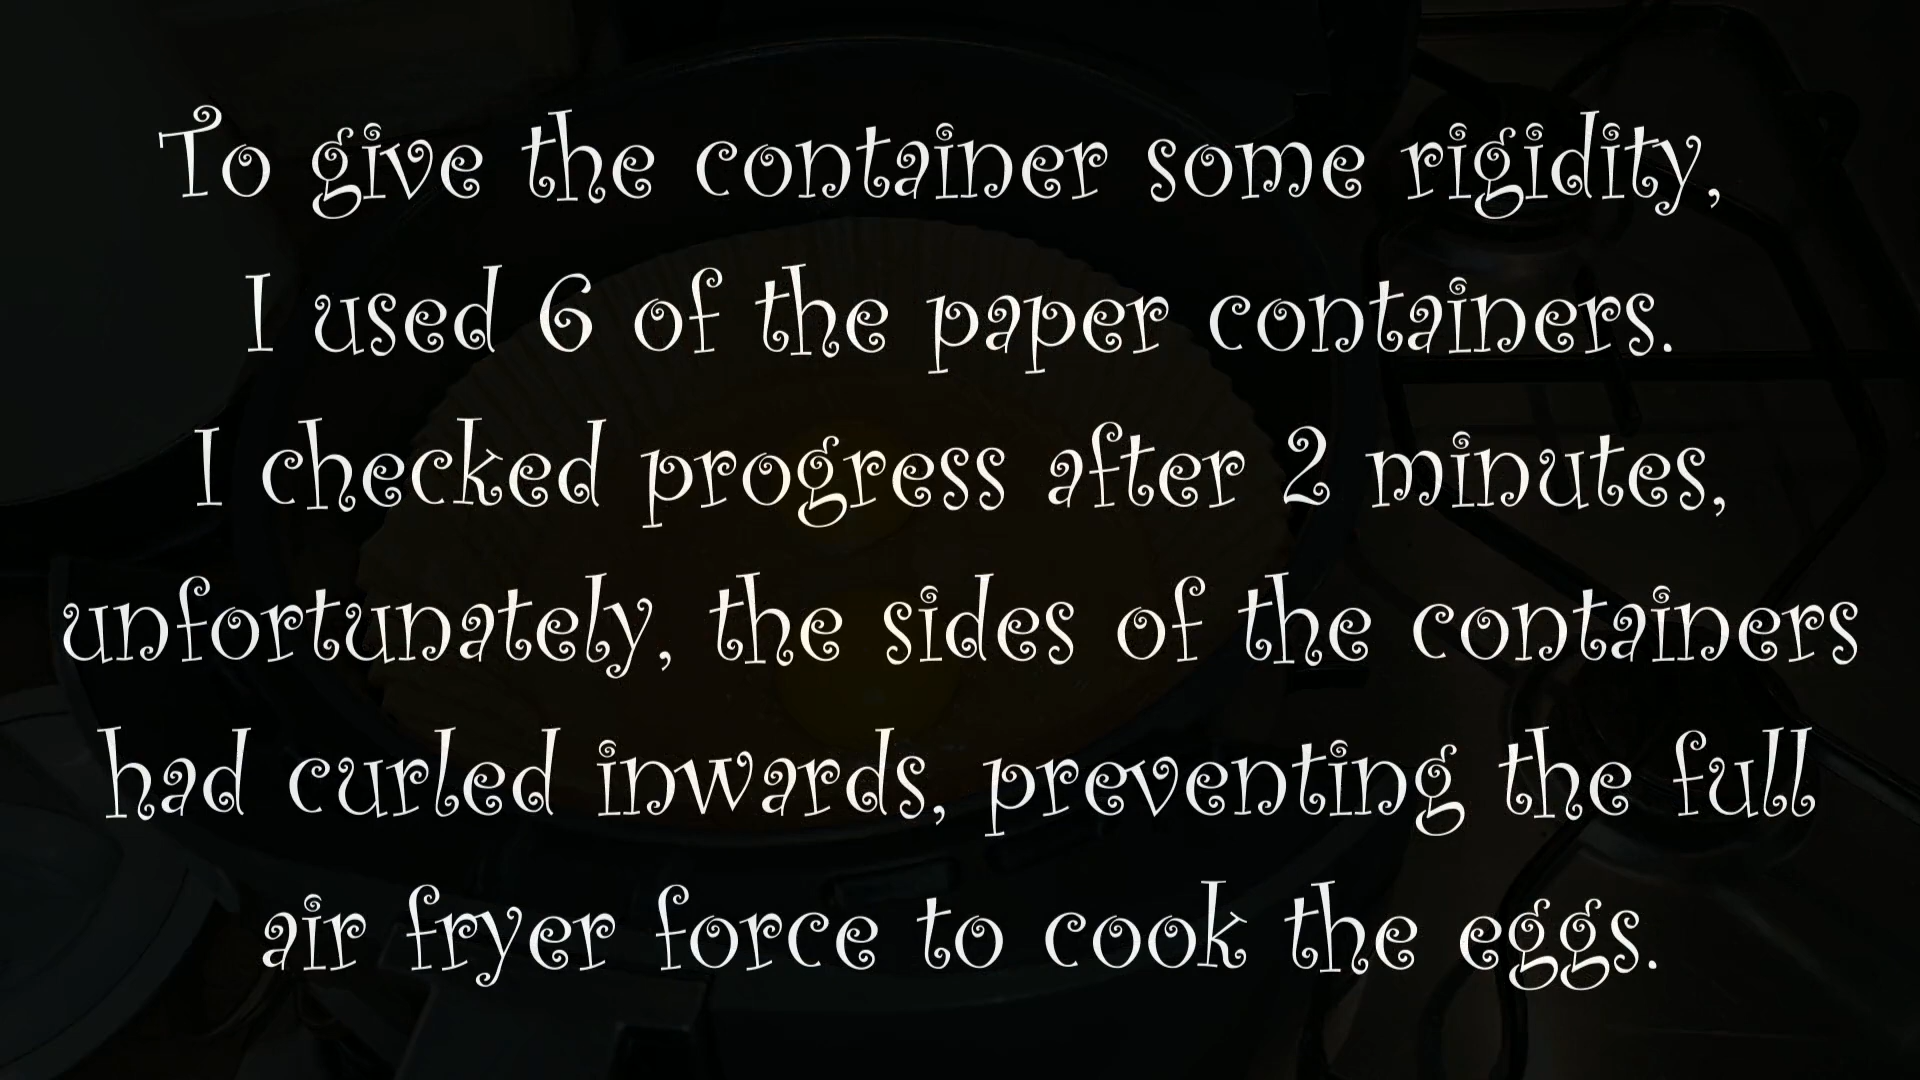 To give the container some rigidity,
I used 6 of the paper containers.
I checked progress after 2 minutes,
unfortunately, the sides of the containers
had curled inwards, preventing the full
air fryer force to cook the eggs.